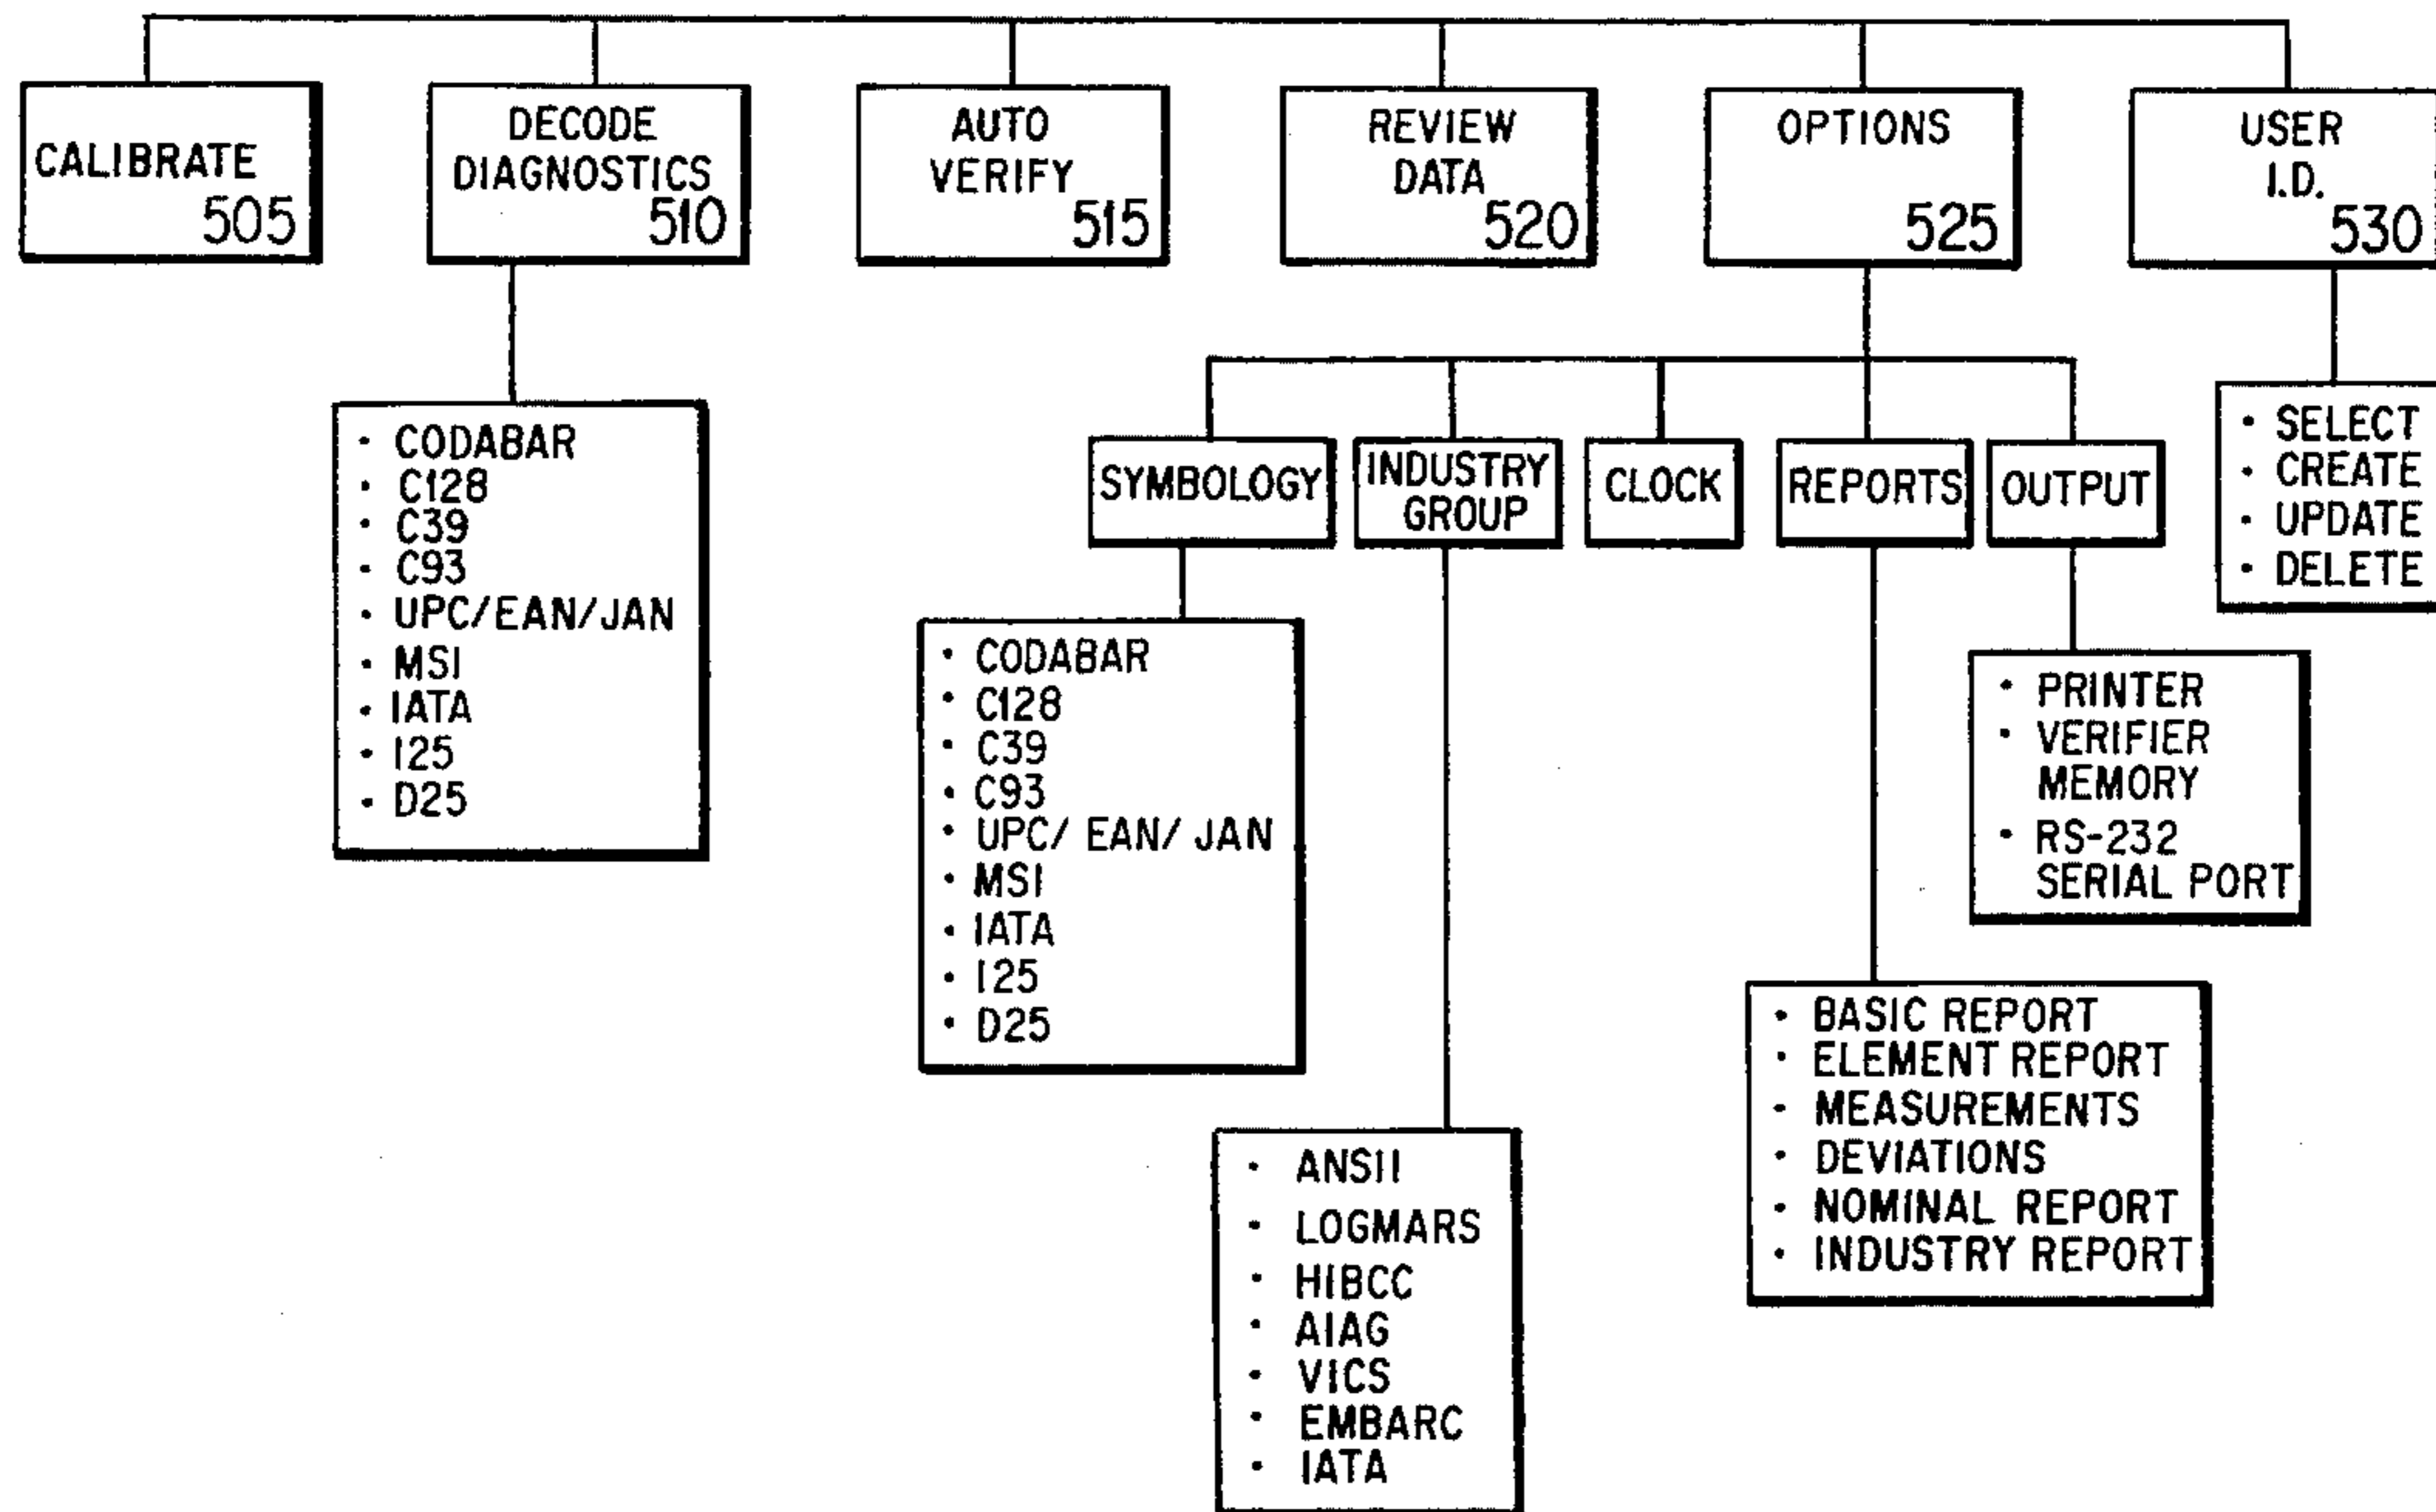 CALIBRATE
505
DECODE
DIAGNOSTICS
510
AUTO
VERIFY
515
REVIEW
DATA
520
OPTIONS
525
USER
I.D.
530
• CODABAR
• C128
• C39
• C93
• UPC/EAN/JAN
• MSI
• IATA
• I25
• D25
SYMBOLOGY
INDUSTRY
GROUP
CLOCK
REPORTS
OUTPUT
• SELECT
• CREATE
• UPDATE
• DELETE
• CODABAR
• C128
• C39
• C93
• UPC/ EAN/ JAN
• MSI
• IATA
• I25
• D25
• PRINTER
• VERIFIER
MEMORY
• RS-232
SERIAL PORT
• BASIC REPORT
• ELEMENT REPORT
• MEASUREMENTS
• DEVIATIONS
• NOMINAL REPORT
• INDUSTRY REPORT
• ANSII
• LOGMARS
• HIBCC
• AIAG
• VICS
• EMBARC
• IATA